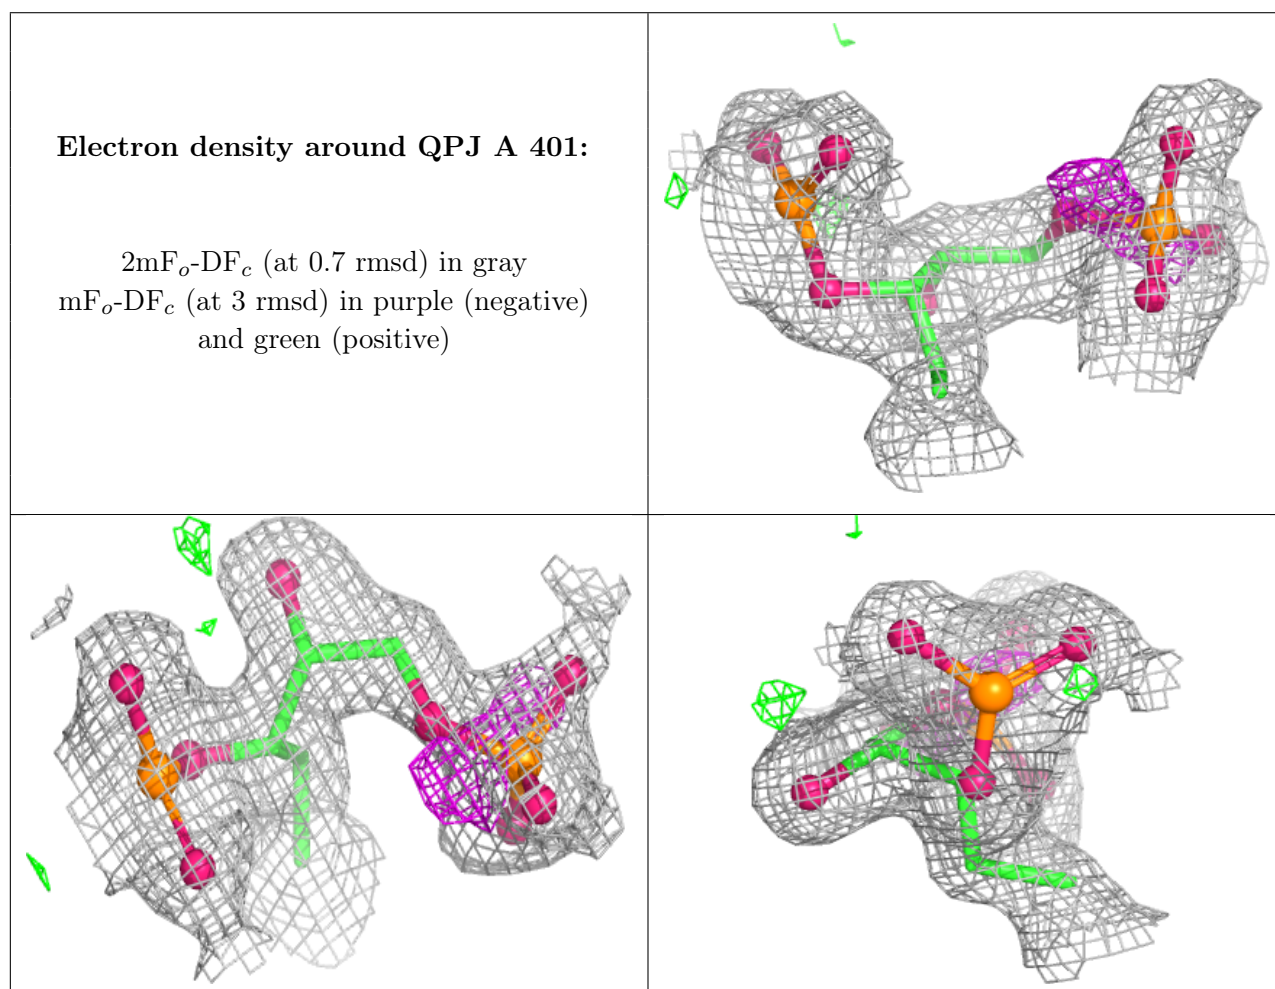 Electron density around QPJ A 401:
2mFo-DFc (at 0.7 rmsd) in gray
mFo-DFc (at 3 rmsd) in purple (negative)
and green (positive)